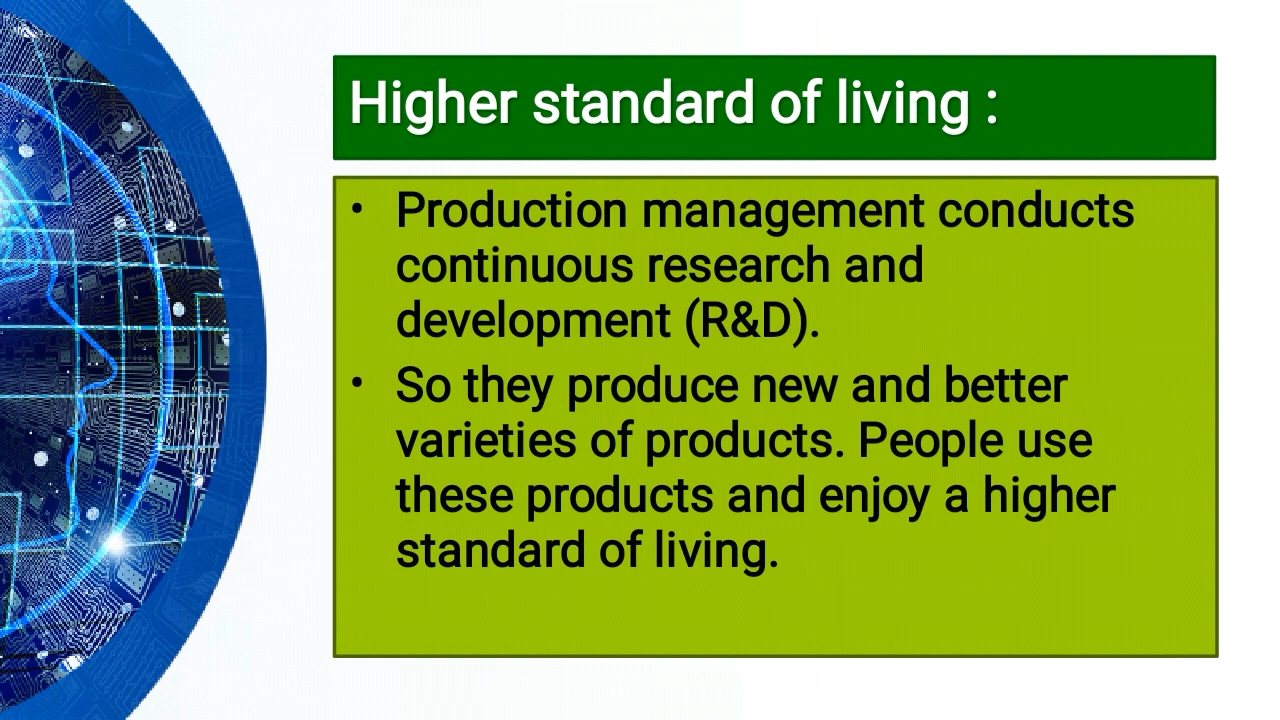 Higher standard of living :
• Production management conducts
continuous research and
development (R&D).
• So they produce new and better
varieties of products. People use
these products and enjoy a higher
standard of living.